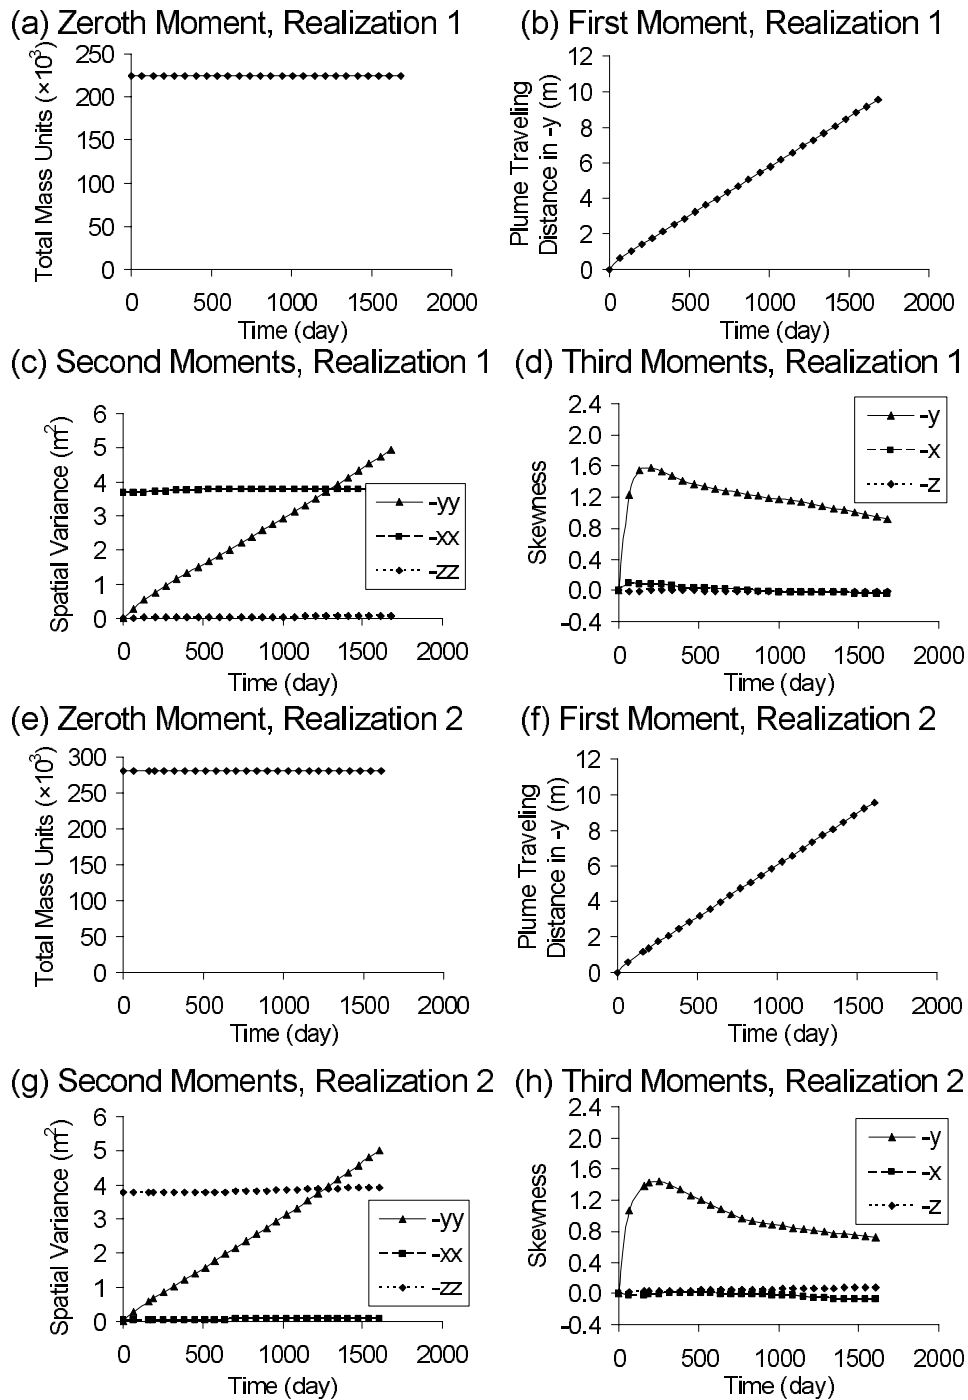 (a) Zeroth Moment, Realization 1
Total Mass Units (×10³)
250
200
150
100
50
0
0 500 1000 1500 2000
Time (day)
(b) First Moment, Realization 1
Plume Traveling
Distance in -y (m)
12
10
8
6
4
2
0
0 500 1000 1500 2000
Time (day)
(c) Second Moments, Realization 1
Spatial Variance (m²)
6
5
4
3
2
1
0
0 500 1000 1500 2000
Time (day)
-yy
-xx
-zz
(d) Third Moments, Realization 1
Skewness
2.4
2.0
1.6
1.2
0.8
0.4
0.0
-0.4
0 500 1000 1500 2000
Time (day)
-y
-x
-z
(e) Zeroth Moment, Realization 2
Total Mass Units (×10³)
300
250
200
150
100
50
0
0 500 1000 1500 2000
Time (day)
(f) First Moment, Realization 2
Plume Traveling
Distance in -y (m)
12
10
8
6
4
2
0
0 500 1000 1500 2000
Time (day)
(g) Second Moments, Realization 2
Spatial Variance (m²)
6
5
4
3
2
1
0
0 500 1000 1500 2000
Time (day)
-yy
-xx
-zz
(h) Third Moments, Realization 2
Skewness
2.4
2.0
1.6
1.2
0.8
0.4
0.0
-0.4
0 500 1000 1500 2000
Time (day)
-y
-x
-z